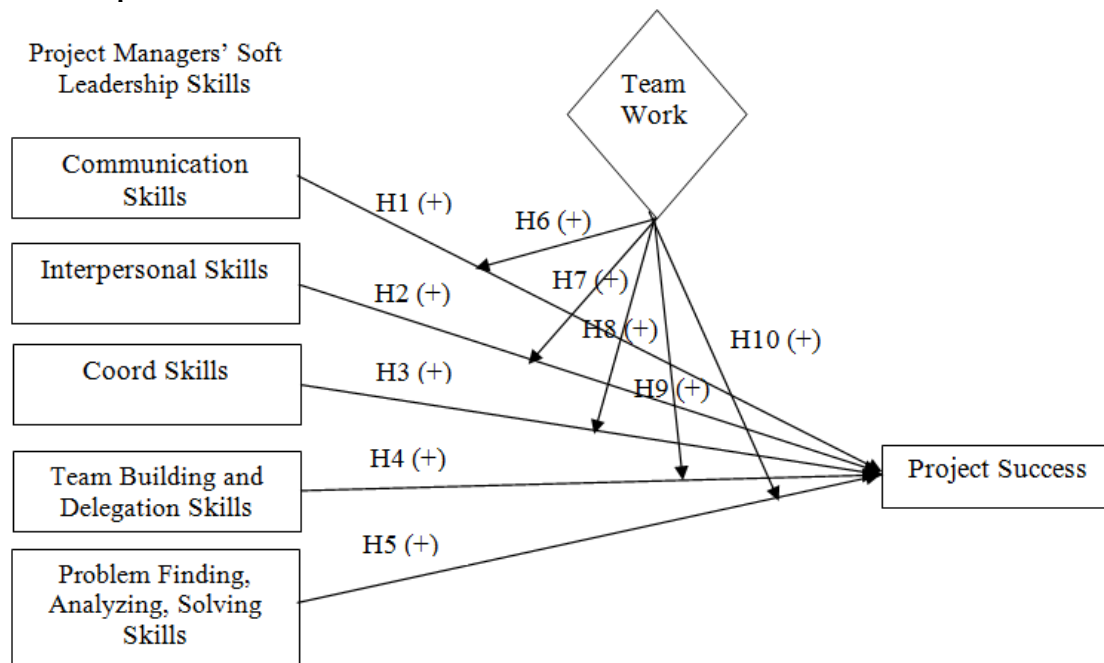 Project Managers' Soft
Leadership Skills
Team
Work
Communication
Skills
H1 (+)
H6 (+)
Interpersonal Skills
H2 (+)
H7 (+)
H8 (+)
H10 (+)
Coord Skills
H3 (+)
H9 (+)
Team Building and
Delegation Skills
H4 (+)
Project Success
Problem Finding,
Analyzing, Solving
Skills
H5 (+)